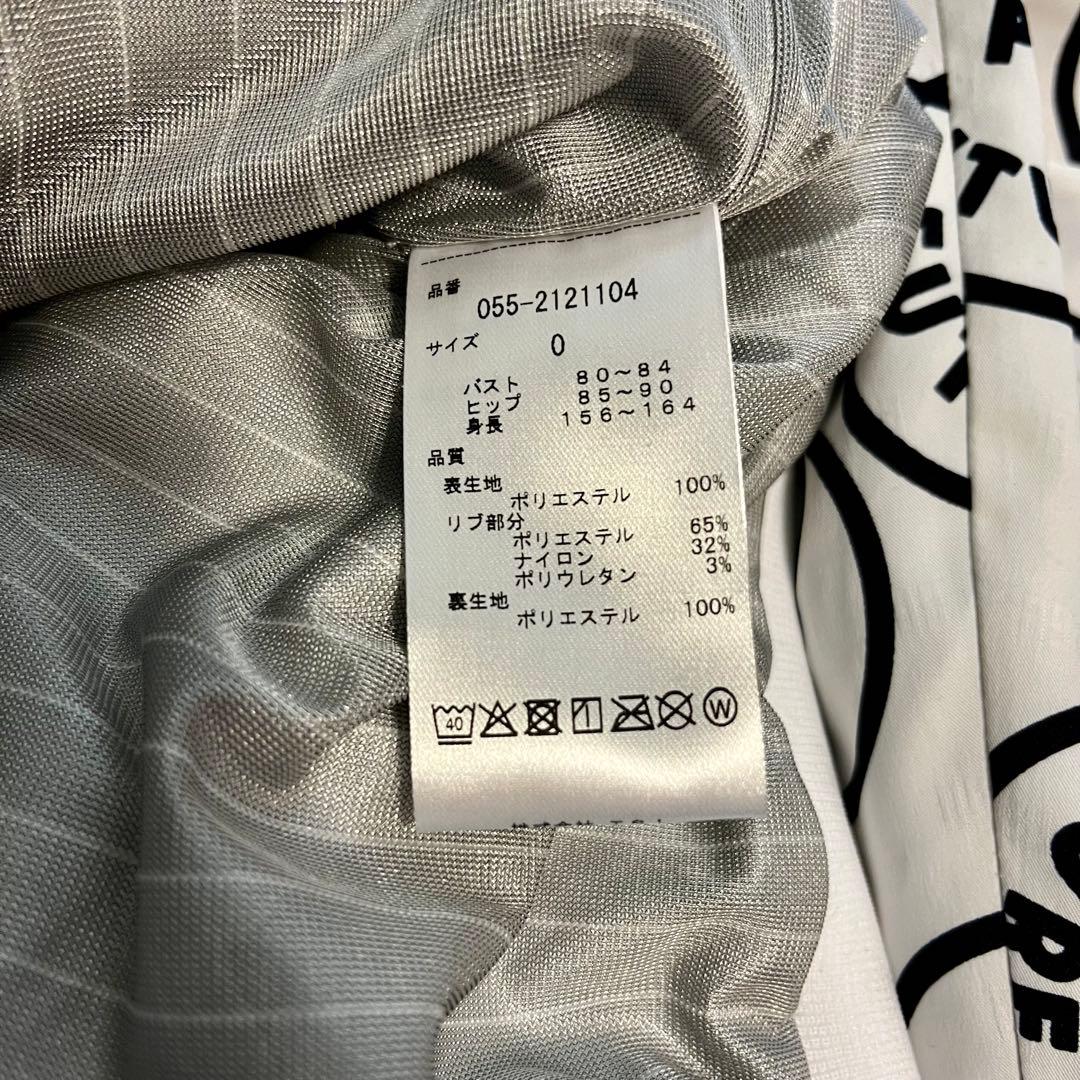 品番
055-2121104
サイズ 0
バスト 80～84
ヒップ 85～90
身長 156～164
品質
表生地
ポリエステル 100%
リブ部分
ポリエステル 65%
ナイロン 32%
ポリウレタン 3%
裏生地
ポリエステル 100%
40
W